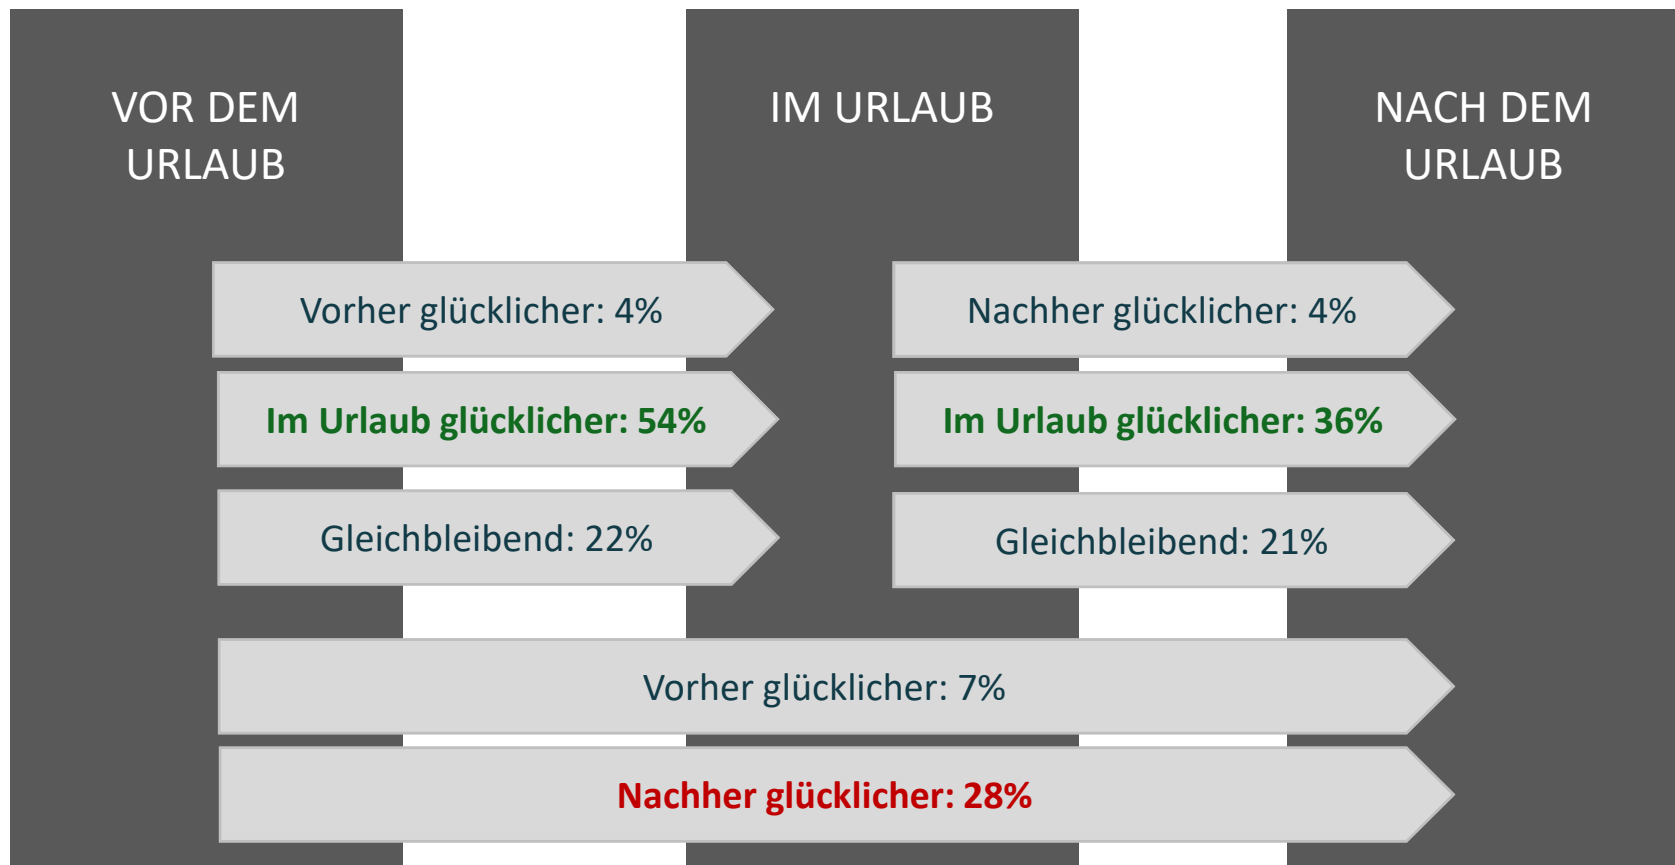 VOR DEM
URLAUB
IM URLAUB
NACH DEM
URLAUB
Vorher glücklicher: 4%
Nachher glücklicher: 4%
Im Urlaub glücklicher: 54%
Im Urlaub glücklicher: 36%
Gleichbleibend: 22%
Gleichbleibend: 21%
Vorher glücklicher: 7%
Nachher glücklicher: 28%